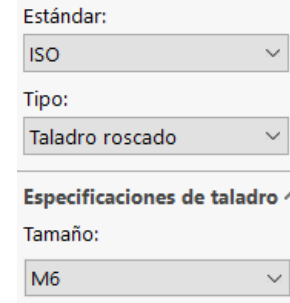 Estándar:
ISO
Tipo:
Taladro roscado
Especificaciones de taladro
Tamaño:
M6